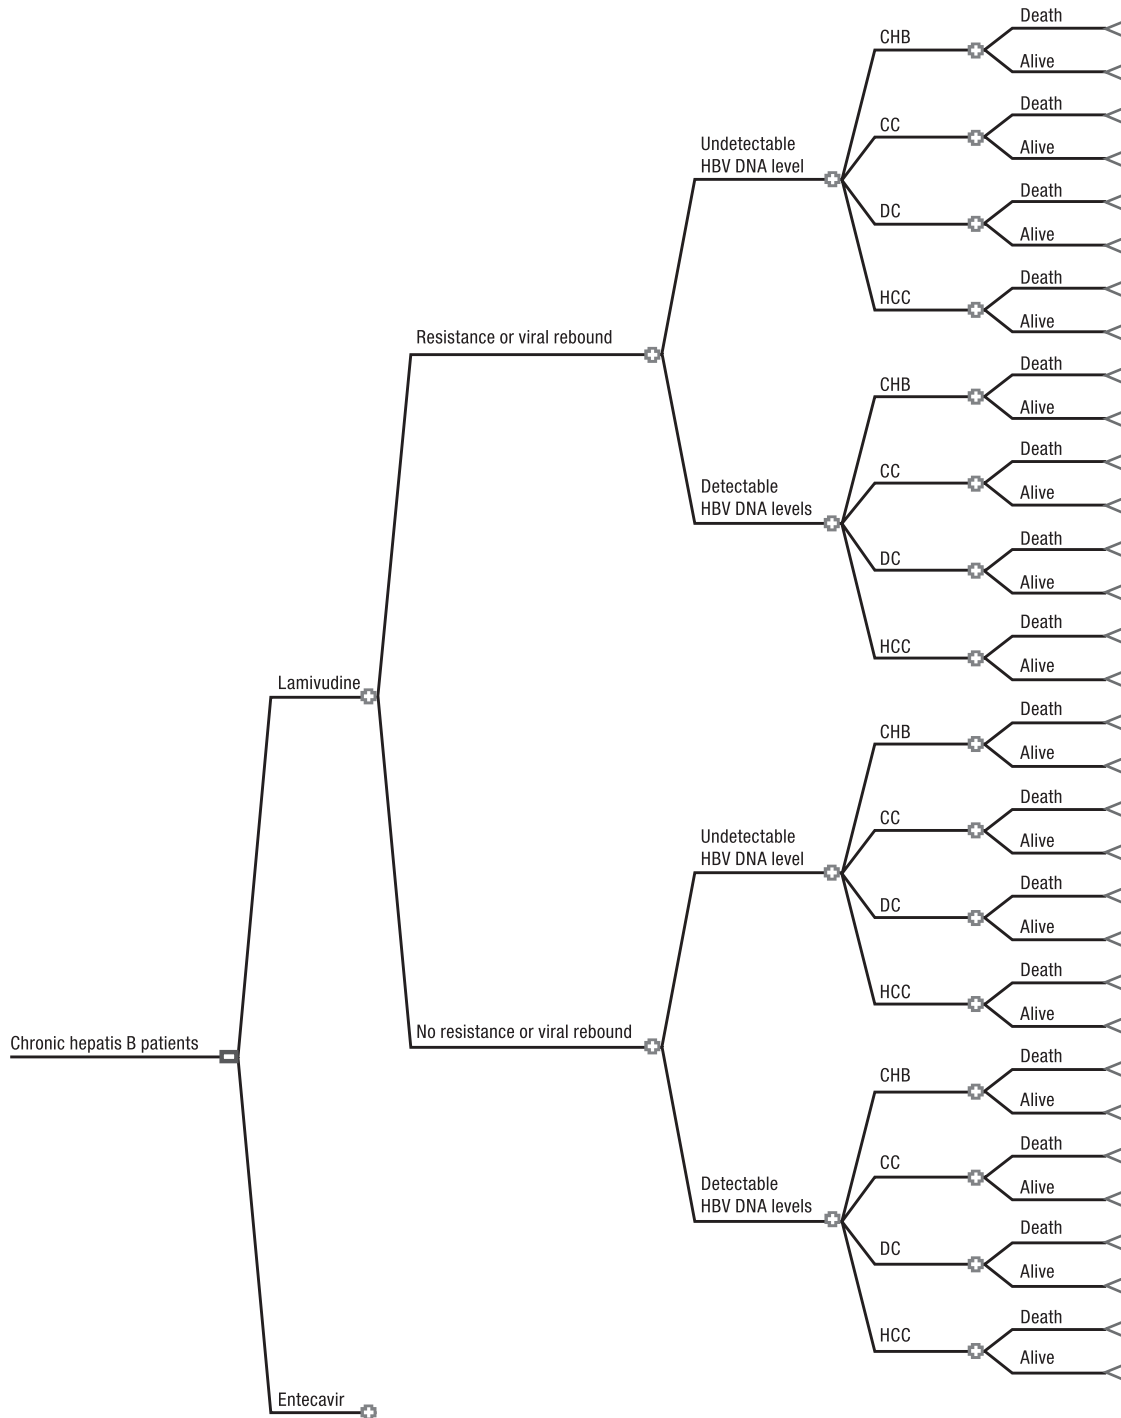 Death
CHB
Alive
Death
CC
Alive
Undetectable
HBV DNA level
Death
DC
Alive
Death
HCC
Alive
Resistance or viral rebound
Death
CHB
Alive
Death
CC
Alive
Detectable
HBV DNA levels
Death
DC
Alive
Death
HCC
Alive
Lamivudine
Death
CHB
Alive
Death
CC
Alive
Undetectable
HBV DNA level
Death
DC
Alive
Death
HCC
Alive
No resistance or viral rebound
Chronic hepatis B patients
Death
CHB
Alive
Death
CC
Alive
Detectable
HBV DNA levels
Death
DC
Alive
Death
HCC
Alive
Entecavir